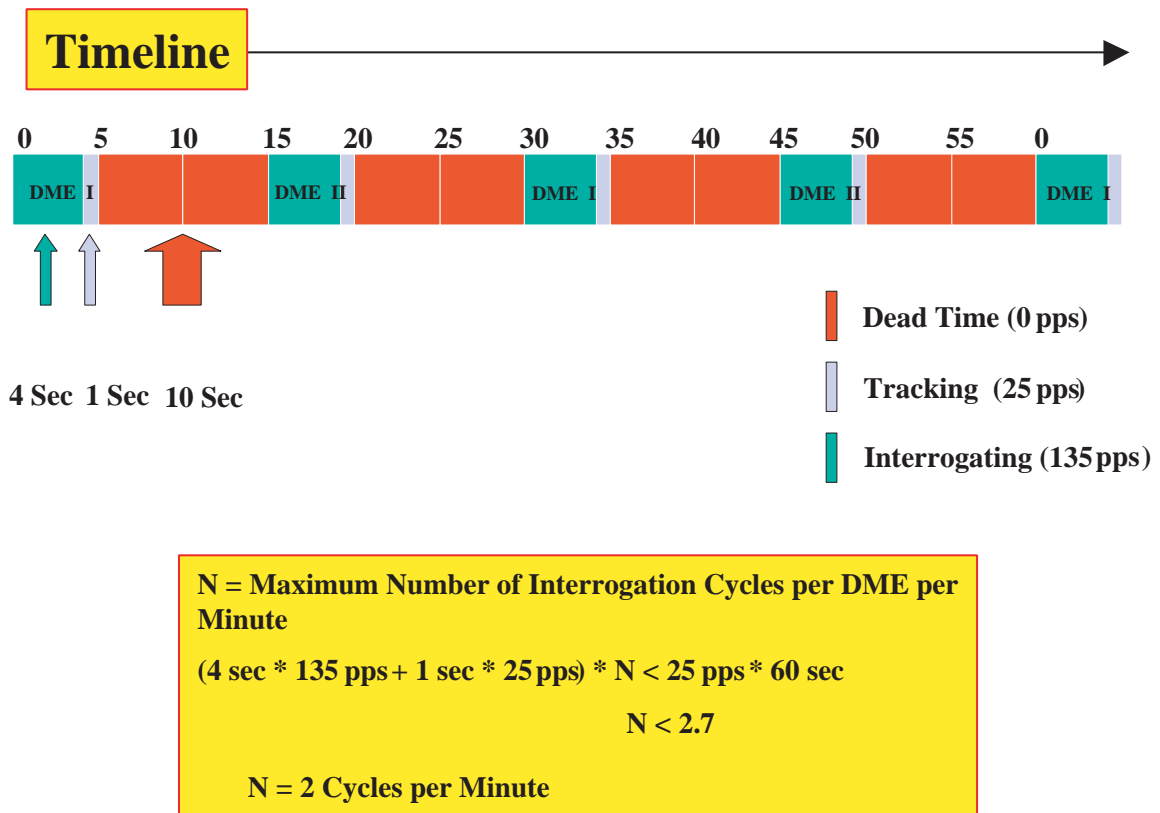 Timeline
0 5 10 15 20 25 30 35 40 45 50 55 0
DME I DME II DME I DME II DME I
4 Sec 1 Sec 10 Sec
Dead Time (0 pps)
Tracking (25 pps)
Interrogating (135 pps)
N = Maximum Number of Interrogation Cycles per DME per
Minute
(4 sec * 135 pps + 1 sec * 25 pps) * N < 25 pps * 60 sec
N < 2.7
N = 2 Cycles per Minute